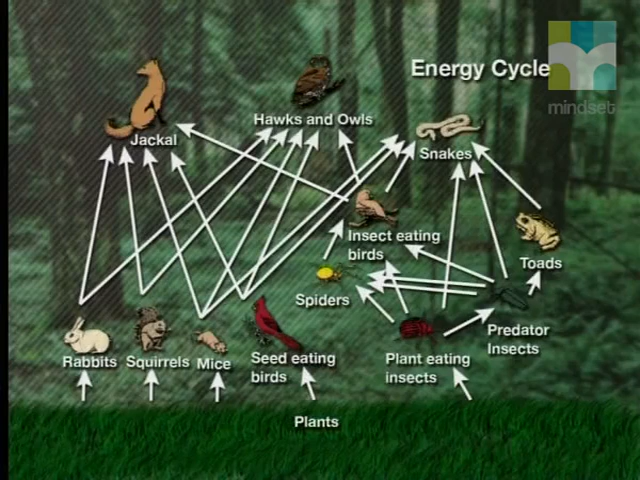 Energy Cycle
mindset
Jackal
Hawks and Owls
Snakes
Insect eating
birds
Toads
Spiders
Predator
Insects
Rabbits
Squirrels
Mice
Seed eating
birds
Plant eating
insects
Plants